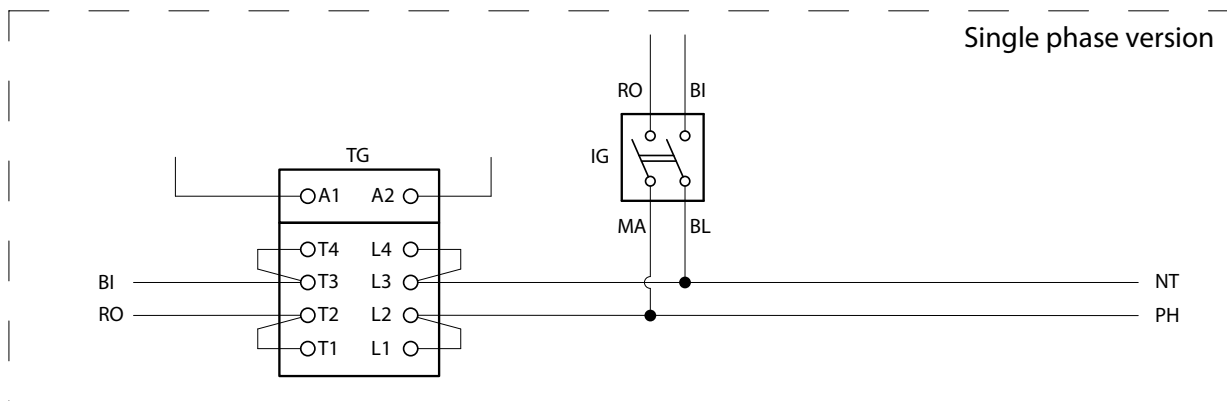 Single phase version
RO BI
IG
TG
A1 A2
MA BL
T4 L4
BI T3 L3 NT
RO T2 L2 PH
T1 L1